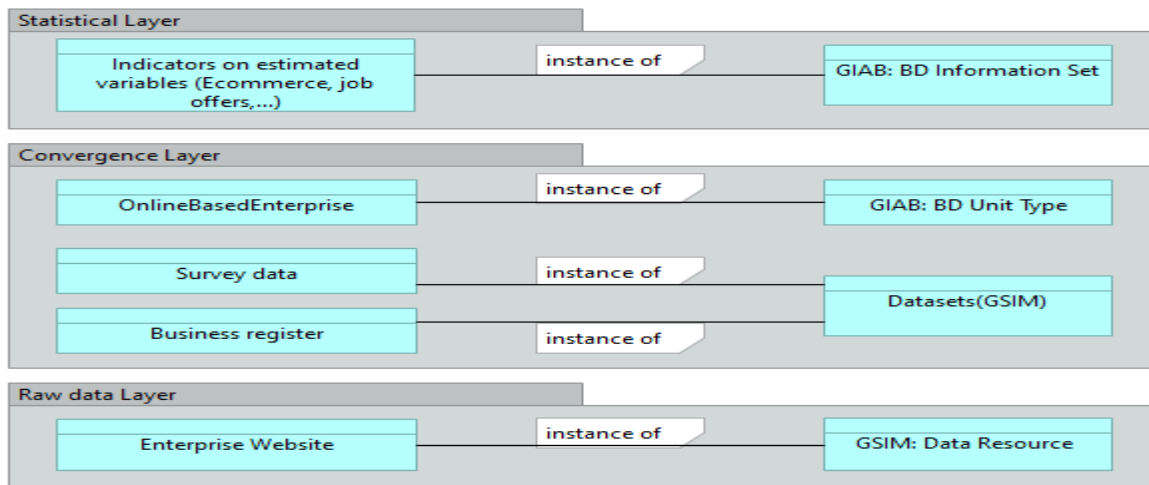 Statistical Layer
Indicators on estimated
variables (Ecommerce, job
offers,...)
instance of
GIAB: BD Information Set
Convergence Layer
OnlineBasedEnterprise
instance of
GIAB: BD Unit Type
Survey data
instance of
Datasets(GSIM)
Business register
instance of
Raw data Layer
Enterprise Website
instance of
GSIM: Data Resource